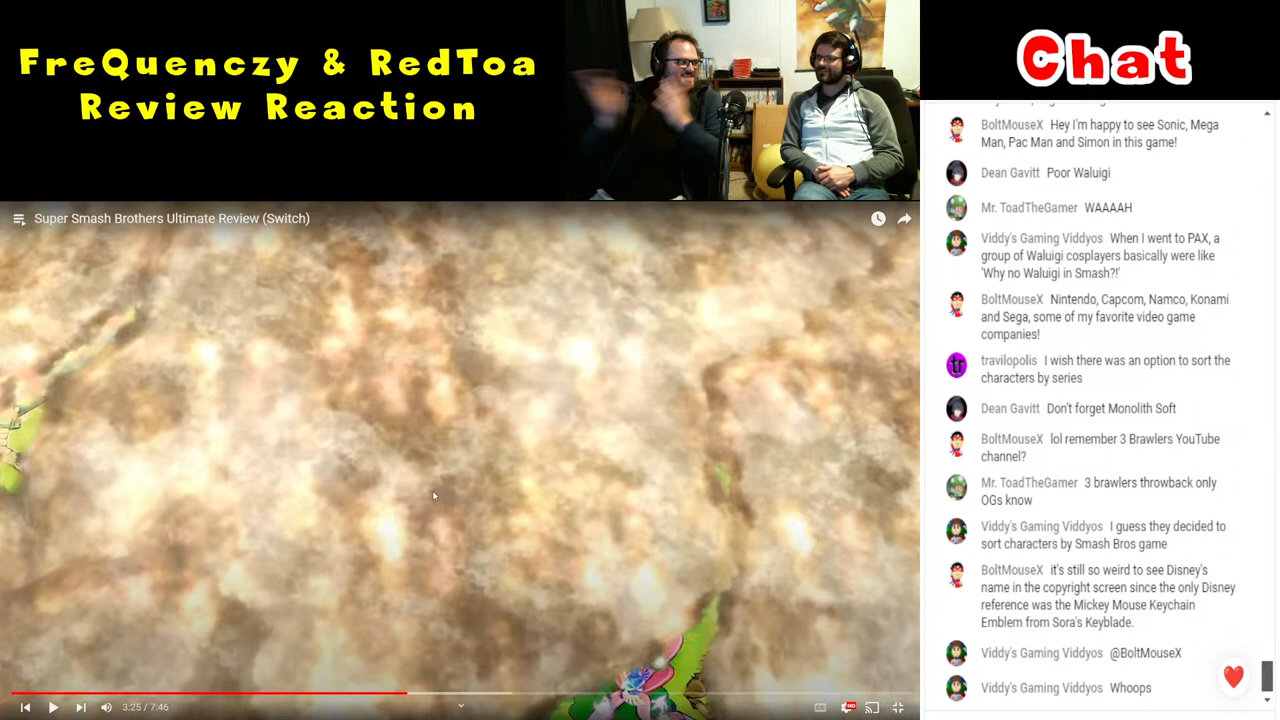 FreQuenczy & RedToa
Review Reaction
Chat
Super Smash Brothers Ultimate Review (Switch)
3:25 / 7:46
CC
HD
BoltMouseX Hey I'm happy to see Sonic, Mega
Man, Pac Man and Simon in this game!
Dean Gavitt Poor Waluigi
Mr. ToadTheGamer WAAAAH
Viddy's Gaming Viddyos When I went to PAX, a
group of Waluigi cosplayers basically were like
'Why no Waluigi in Smash?!'
BoltMouseX Nintendo, Capcom, Namco, Konami
and Sega, some of my favorite video game
companies!
tr
travilopolis I wish there was an option to sort the
characters by series
Dean Gavitt Don't forget Monolith Soft
BoltMouseX lol remember 3 Brawlers YouTube
channel?
Mr. ToadTheGamer 3 brawlers throwback only
OGs know
Viddy's Gaming Viddyos I guess they decided to
sort characters by Smash Bros game
BoltMouseX it's still so weird to see Disney's
name in the copyright screen since the only Disney
reference was the Mickey Mouse Keychain
Emblem from Sora's Keyblade.
Viddy's Gaming Viddyos @BoltMouseX
Viddy's Gaming Viddyos Whoops